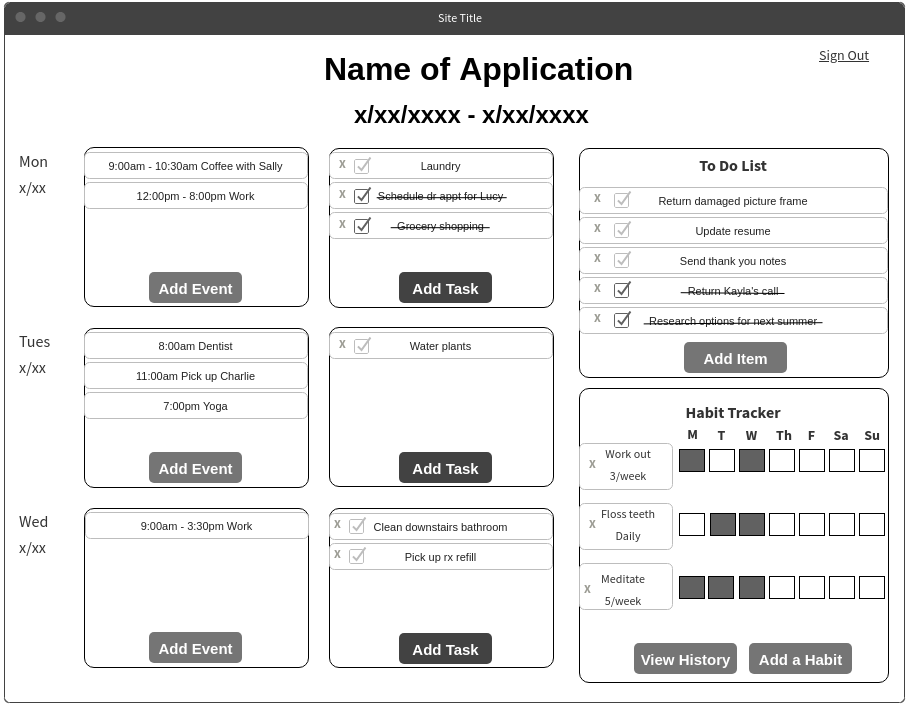 Site Title
Sign Out
Name of Application
x/xx/xxxx - x/xx/xxxx
Mon
x/xx
9:00am - 10:30am Coffee with Sally
12:00pm - 8:00pm Work
Add Event
X Laundry
X Schedule dr appt for Lucy
X Grocery shopping
Add Task
Tues
x/xx
8:00am Dentist
11:00am Pick up Charlie
7:00pm Yoga
Add Event
X Water plants
Add Task
Wed
x/xx
9:00am - 3:30pm Work
Add Event
X Clean downstairs bathroom
X Pick up rx refill
Add Task
To Do List
X Return damaged picture frame
X Update resume
X Send thank you notes
X Return Kayla's call
X Research options for next summer
Add Item
Habit Tracker
M T W Th F Sa Su
Work out
X
3/week
Floss teeth
X
Daily
Meditate
X
5/week
View History Add a Habit